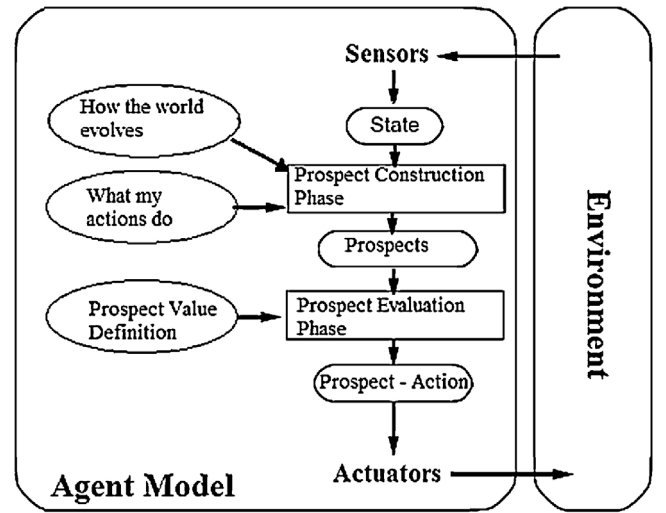 Sensors
How the world
evolves
State
Prospect Construction
Phase
What my
actions do
Prospects
Prospect Value
Definition
Prospect Evaluation
Phase
Prospect - Action
Actuators
Agent Model
Environment